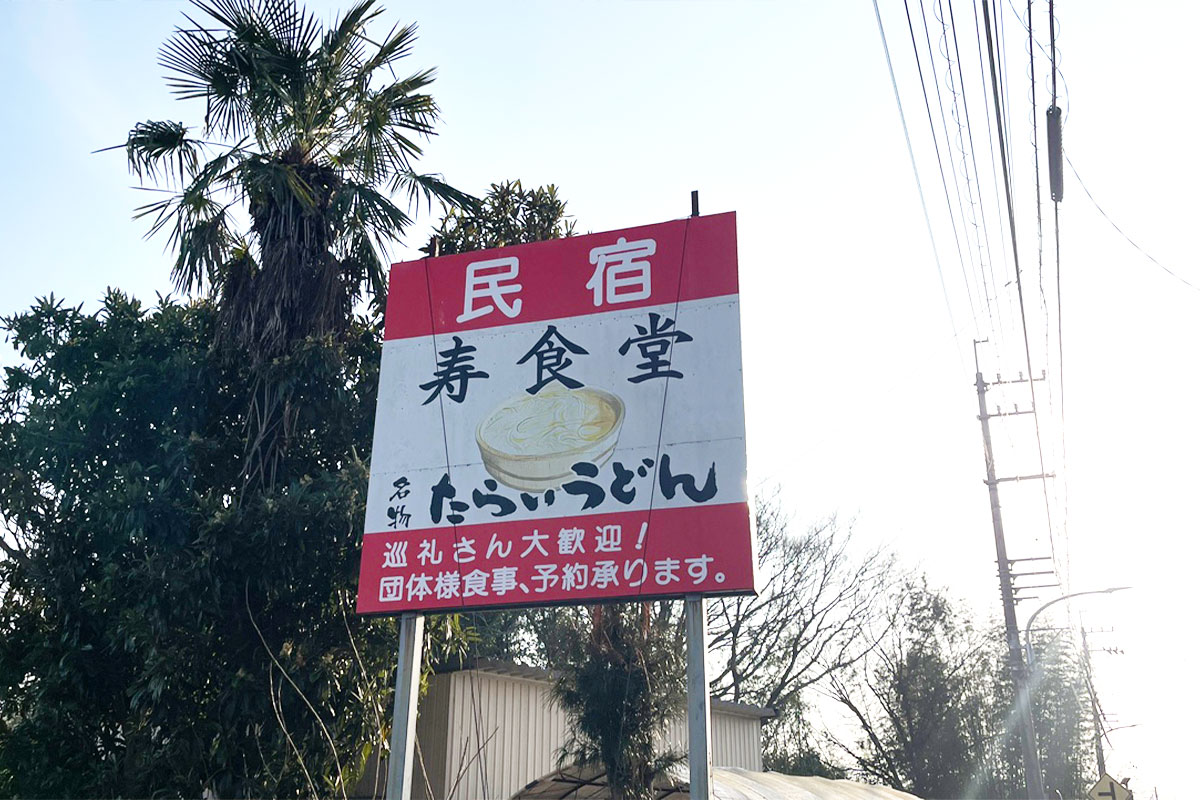 民宿
寿食堂
名物 たらいうどん
巡礼さん大歓迎！
団体様食事、予約承ります。